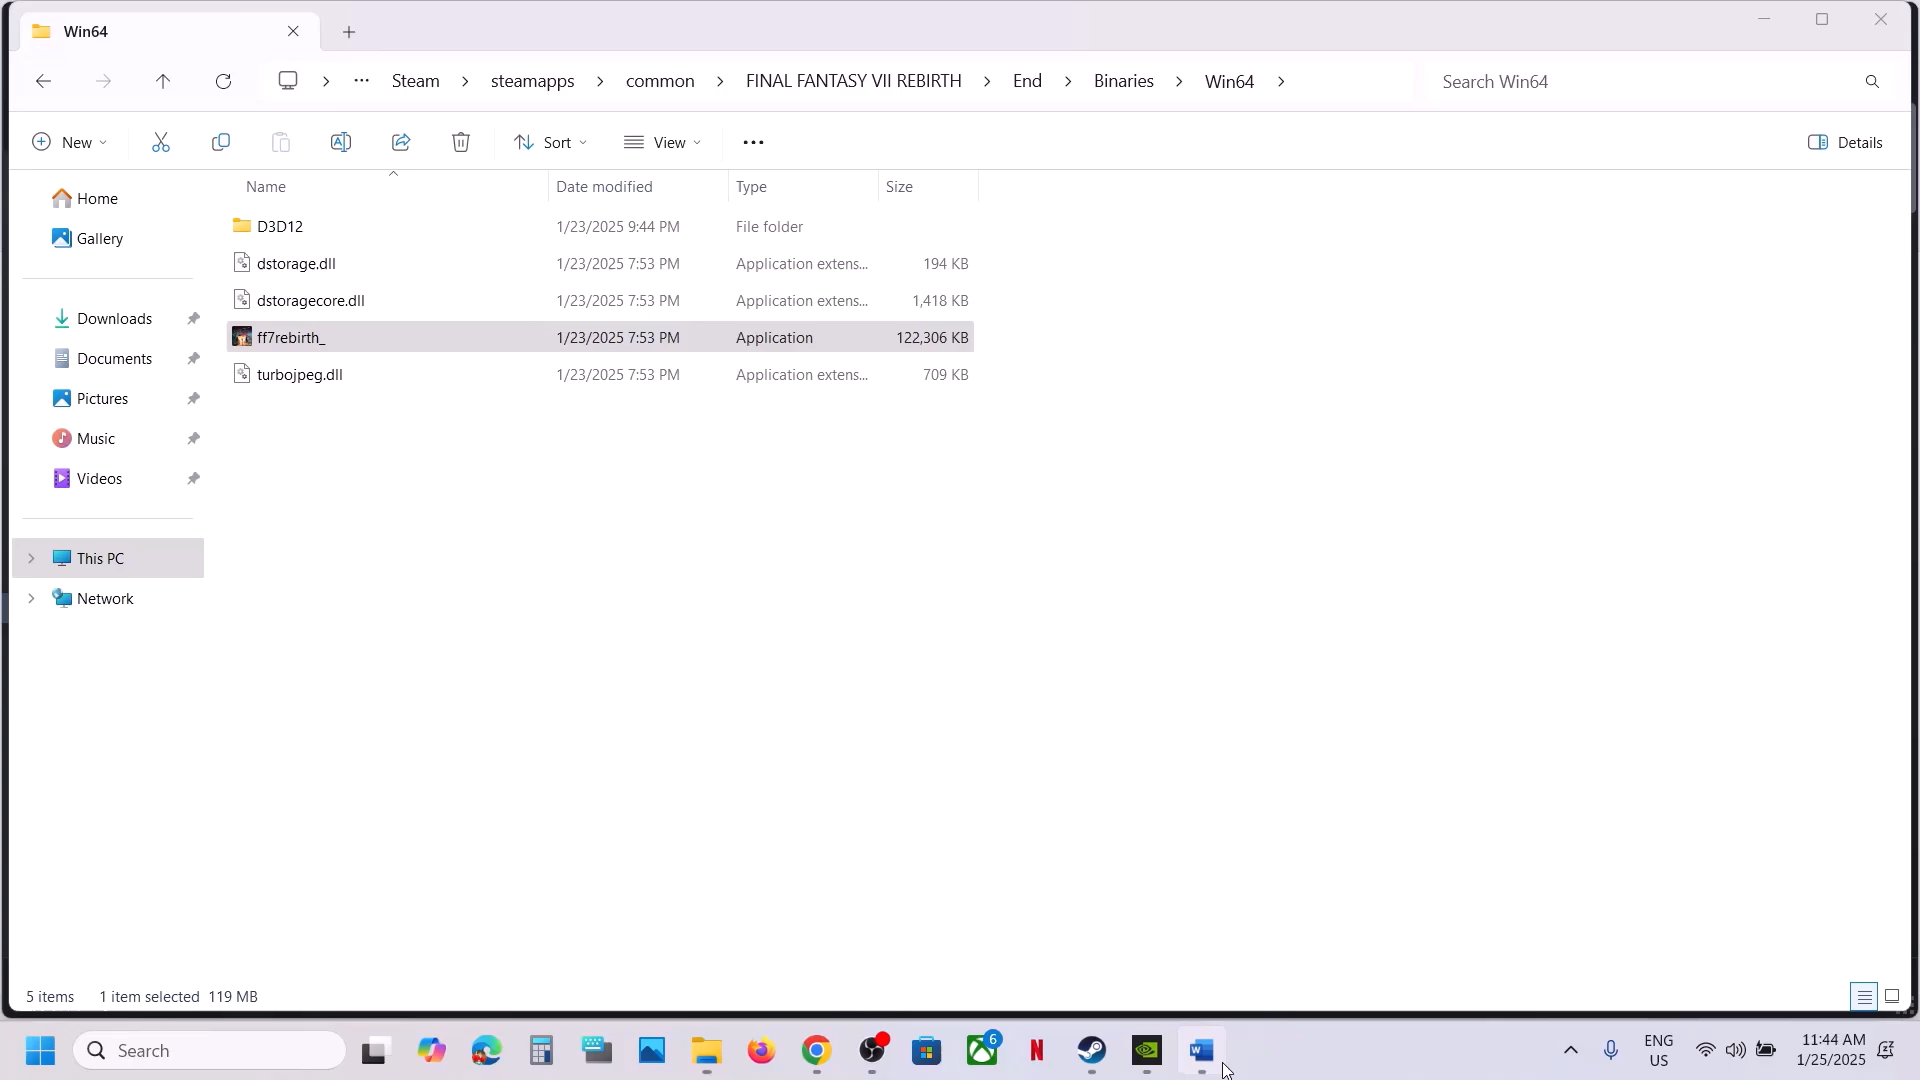 Win64
Steam > steamapps > common > FINAL FANTASY VII REBIRTH > End > Binaries > Win64 >
Search Win64
New
Sort
View
Details
Name Date modified Type Size
Home
Gallery
Downloads
Documents
Pictures
Music
Videos
This PC
Network
D3D12 1/23/2025 9:44 PM File folder
dstorage.dll 1/23/2025 7:53 PM Application extens... 194 KB
dstoragecore.dll 1/23/2025 7:53 PM Application extens... 1,418 KB
ff7rebirth_ 1/23/2025 7:53 PM Application 122,306 KB
turbojpeg.dll 1/23/2025 7:53 PM Application extens... 709 KB
5 items 1 item selected 119 MB
Search
6
ENG
US
11:44 AM
1/25/2025